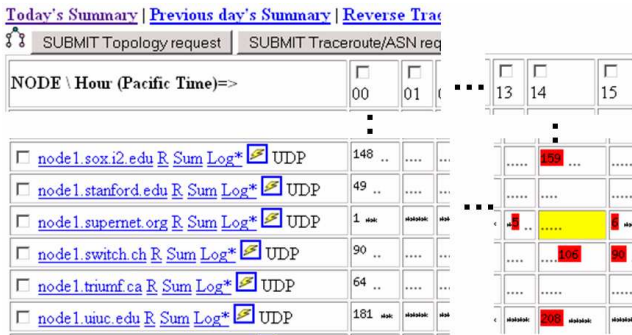 Today's Summary | Previous day's Summary | Reverse Trac
SUBMIT Topology request SUBMIT Traceroute/ASN req
NODE \ Hour (Pacific Time)=> 00 01 ... 13 14 15
node1.sox.i2.edu R Sum Log* UDP 148 .. .... ..... 159 ... ....
node1.stanford.edu R Sum Log* UDP 49 .. .... .... .... ....
node1.supernet.org R Sum Log* UDP 1 ** ***** *5 .. ..... 6 **
node1.switch.ch R Sum Log* UDP 90 .. .... .... ....106 90
node1.triumf.ca R Sum Log* UDP 64 .. .... ..... ..... ....
node1.uiuc.edu R Sum Log* UDP 181 ** ***** ***** 208 ***** *****